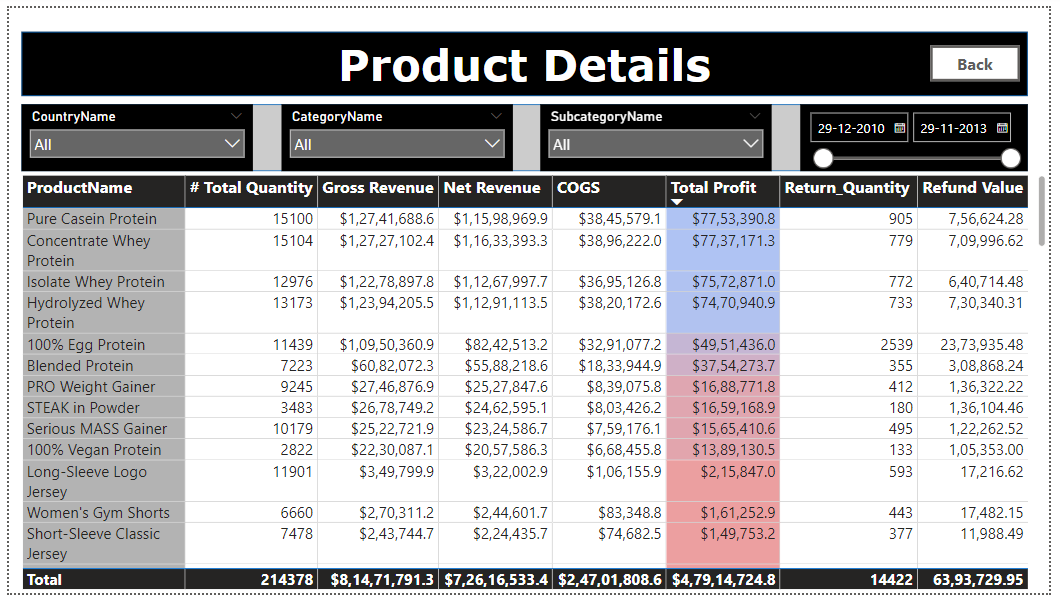 Product Details
Back
CountryName CategoryName SubcategoryName
29-12-2010 29-11-2013
All All All
ProductName # Total Quantity Gross Revenue Net Revenue COGS Total Profit Return_Quantity Refund Value
Pure Casein Protein 15100 $1,27,41,688.6 $1,15,98,969.9 $38,45,579.1 $77,53,390.8 905 7,56,624.28
Concentrate Whey 15104 $1,27,27,102.4 $1,16,33,393.3 $38,96,222.0 $77,37,171.3 779 7,09,996.62
Protein
Isolate Whey Protein 12976 $1,22,78,897.8 $1,12,67,997.7 $36,95,126.8 $75,72,871.0 772 6,40,714.48
Hydrolyzed Whey 13173 $1,23,94,205.5 $1,12,91,113.5 $38,20,172.6 $74,70,940.9 733 7,30,340.31
Protein
100% Egg Protein 11439 $1,09,50,360.9 $82,42,513.2 $32,91,077.2 $49,51,436.0 2539 23,73,935.48
Blended Protein 7223 $60,82,072.3 $55,88,218.6 $18,33,944.9 $37,54,273.7 355 3,08,868.24
PRO Weight Gainer 9245 $27,46,876.9 $25,27,847.6 $8,39,075.8 $16,88,771.8 412 1,36,322.22
STEAK in Powder 3483 $26,78,749.2 $24,62,595.1 $8,03,426.2 $16,59,168.9 180 1,36,104.46
Serious MASS Gainer 10179 $25,22,721.9 $23,24,586.7 $7,59,176.1 $15,65,410.6 495 1,22,262.52
100% Vegan Protein 2822 $22,30,087.1 $20,57,586.3 $6,68,455.8 $13,89,130.5 133 1,05,353.00
Long-Sleeve Logo 11901 $3,49,799.9 $3,22,002.9 $1,06,155.9 $2,15,847.0 593 17,216.62
Jersey
Women's Gym Shorts 6660 $2,70,311.2 $2,44,601.7 $83,348.8 $1,61,252.9 443 17,482.15
Short-Sleeve Classic 7478 $2,43,744.7 $2,24,435.7 $74,682.5 $1,49,753.2 377 11,988.49
Jersey
Total 214378 $8,14,71,791.3 $7,26,16,533.4 $2,47,01,808.6 $4,79,14,724.8 14422 63,93,729.95